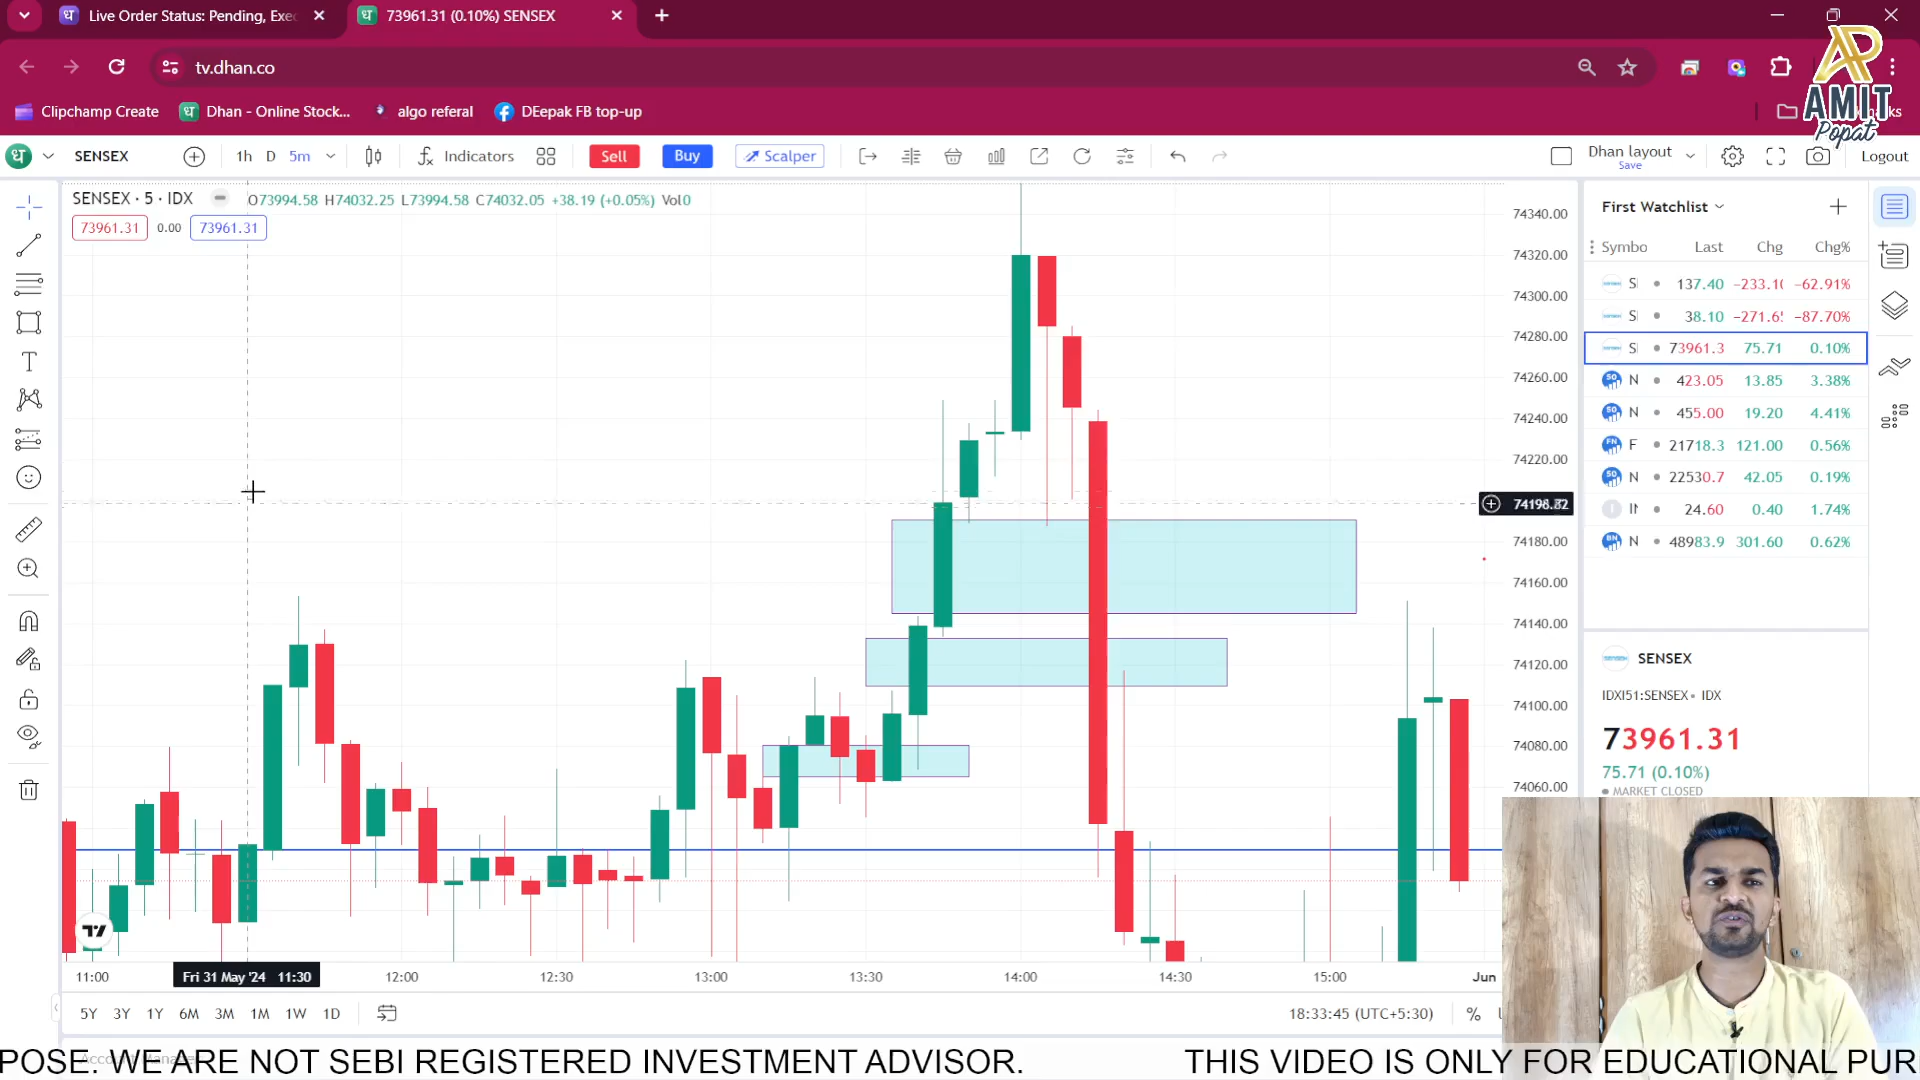 Live Order Status: Pending, Exec
73961.31 (0.10%) SENSEX
tv.dhan.co
Clipchamp Create
Dhan - Online Stock...
algo referal
DEepak FB top-up
AP
AMIT
Popat
SENSEX
1h D 5m
Indicators
Sell
Buy
Scalper
Dhan layout
Save
Logout
SENSEX · 5 · IDX
O73994.58 H74032.25 L73994.58 C74032.05 +38.19 (+0.05%) Vol0
73961.31 0.00 73961.31
74340.00
74320.00
74300.00
74280.00
74260.00
74240.00
74220.00
74180.00
74160.00
74140.00
74120.00
74100.00
74080.00
74060.00
First Watchlist
Symbo Last Chg Chg%
S 137.40 −233.10 −62.91%
S 38.10 −271.65 −87.70%
S 73961.3 75.71 0.10%
N 423.05 13.85 3.38%
N 455.00 19.20 4.41%
F 21718.3 121.00 0.56%
N 22530.7 42.05 0.19%
24.60 0.40 1.74%
N 48983.9 301.60 0.62%
SENSEX
IDXI51:SENSEX • IDX
73961.31
75.71 (0.10%)
MARKET CLOSED
11:00 Fri 31 May '24 11:30 12:00 12:30 13:00 13:30 14:00 14:30 15:00 Jun
5Y 3Y 1Y 6M 3M 1M 1W 1D
18:33:45 (UTC+5:30) %
POSE. WE ARE NOT SEBI REGISTERED INVESTMENT ADVISOR. THIS VIDEO IS ONLY FOR EDUCATIONAL PUR